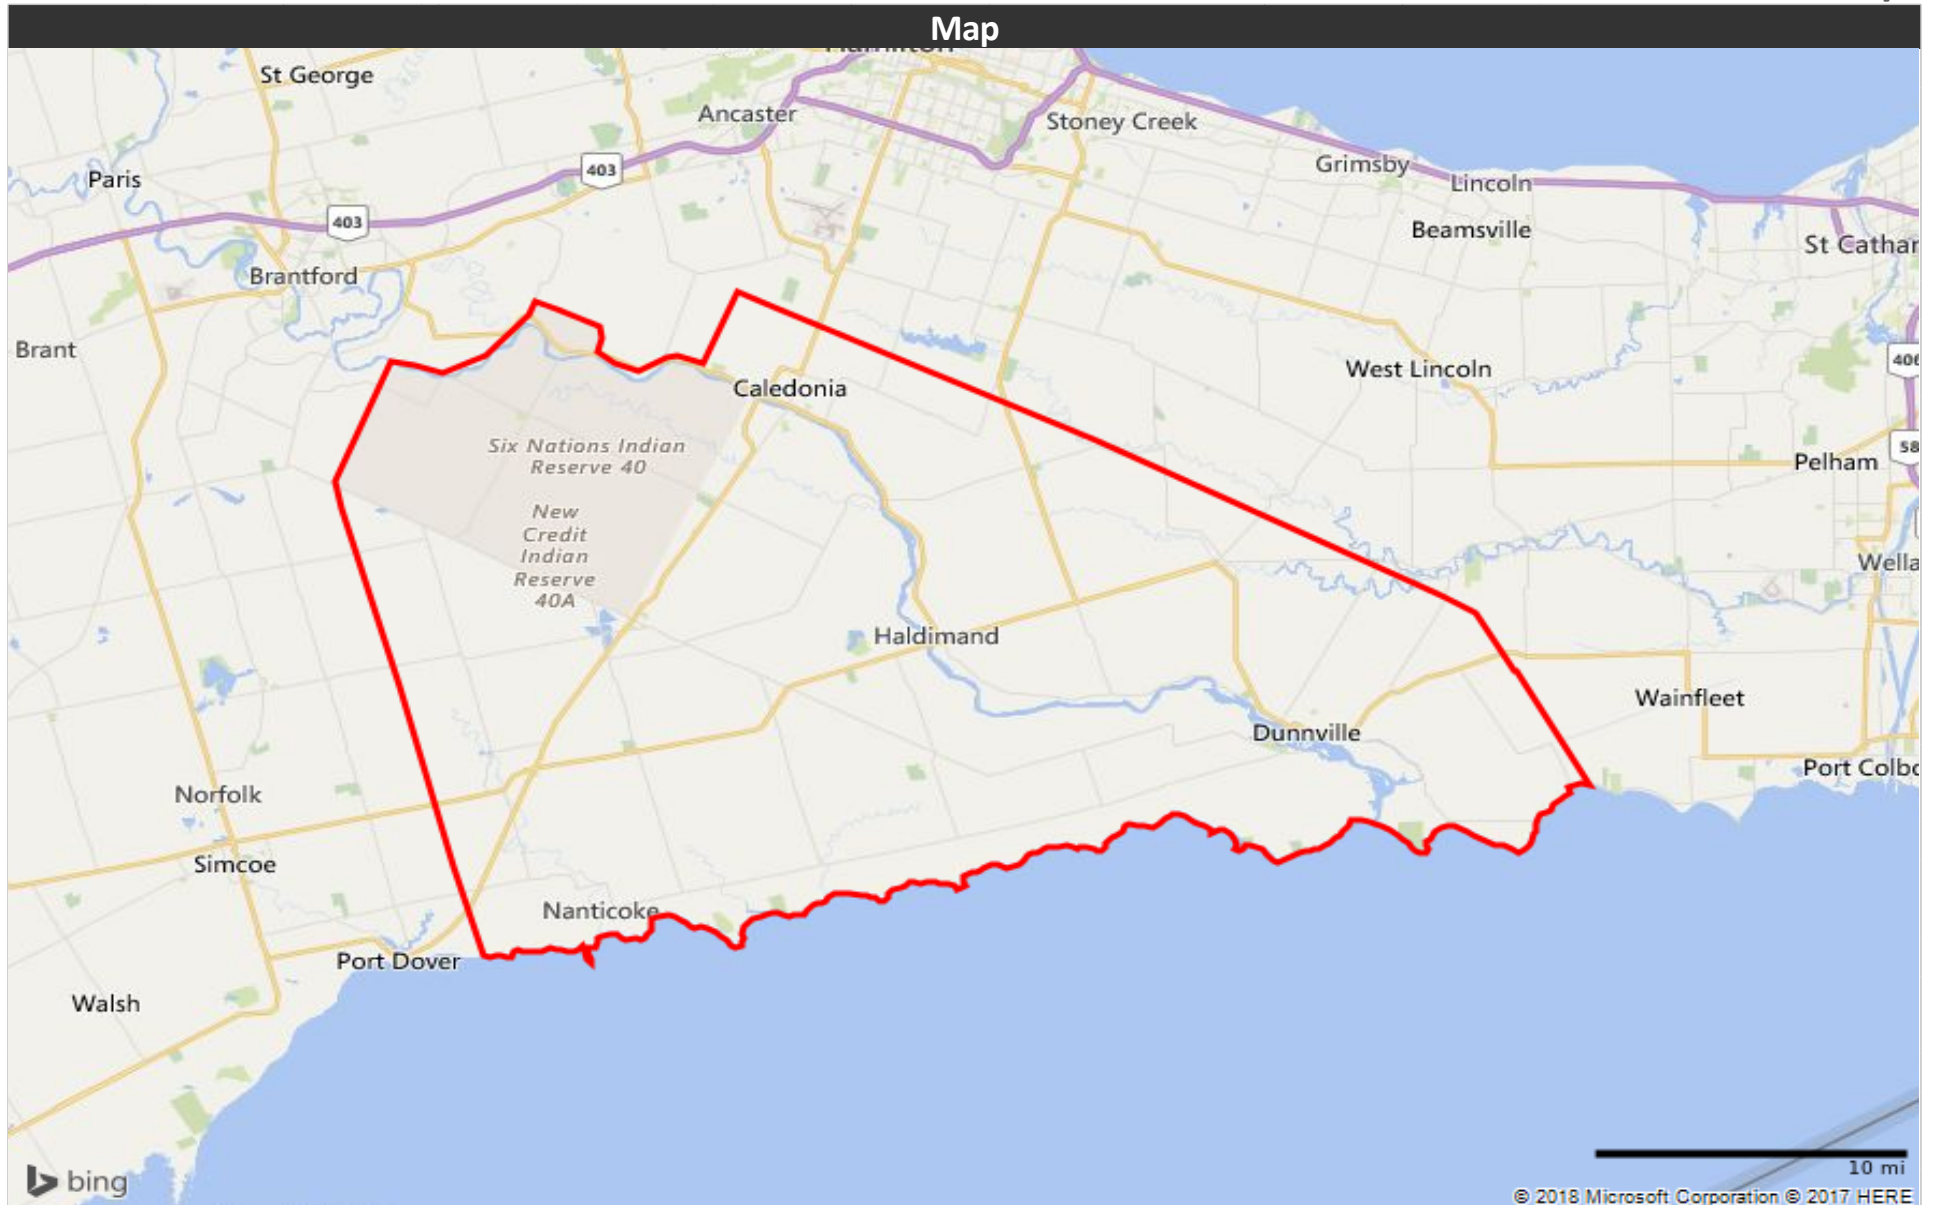 Map
St George
Ancaster
Stoney Creek
403
Grimsby
Paris
Lincoln
403
Beamsville
St Cathar
Brantford
Brant
406
West Lincoln
Caledonia
Six Nations Indian
Reserve 40
58
Pelham
New
Credit
Indian
Reserve
40A
Wella
Haldimand
Wainfleet
Dunnville
Port Colbo
Norfolk
Simcoe
Nanticoke
Port Dover
Walsh
10 mi
bing
© 2018 Microsoft Corporation © 2017 HERE